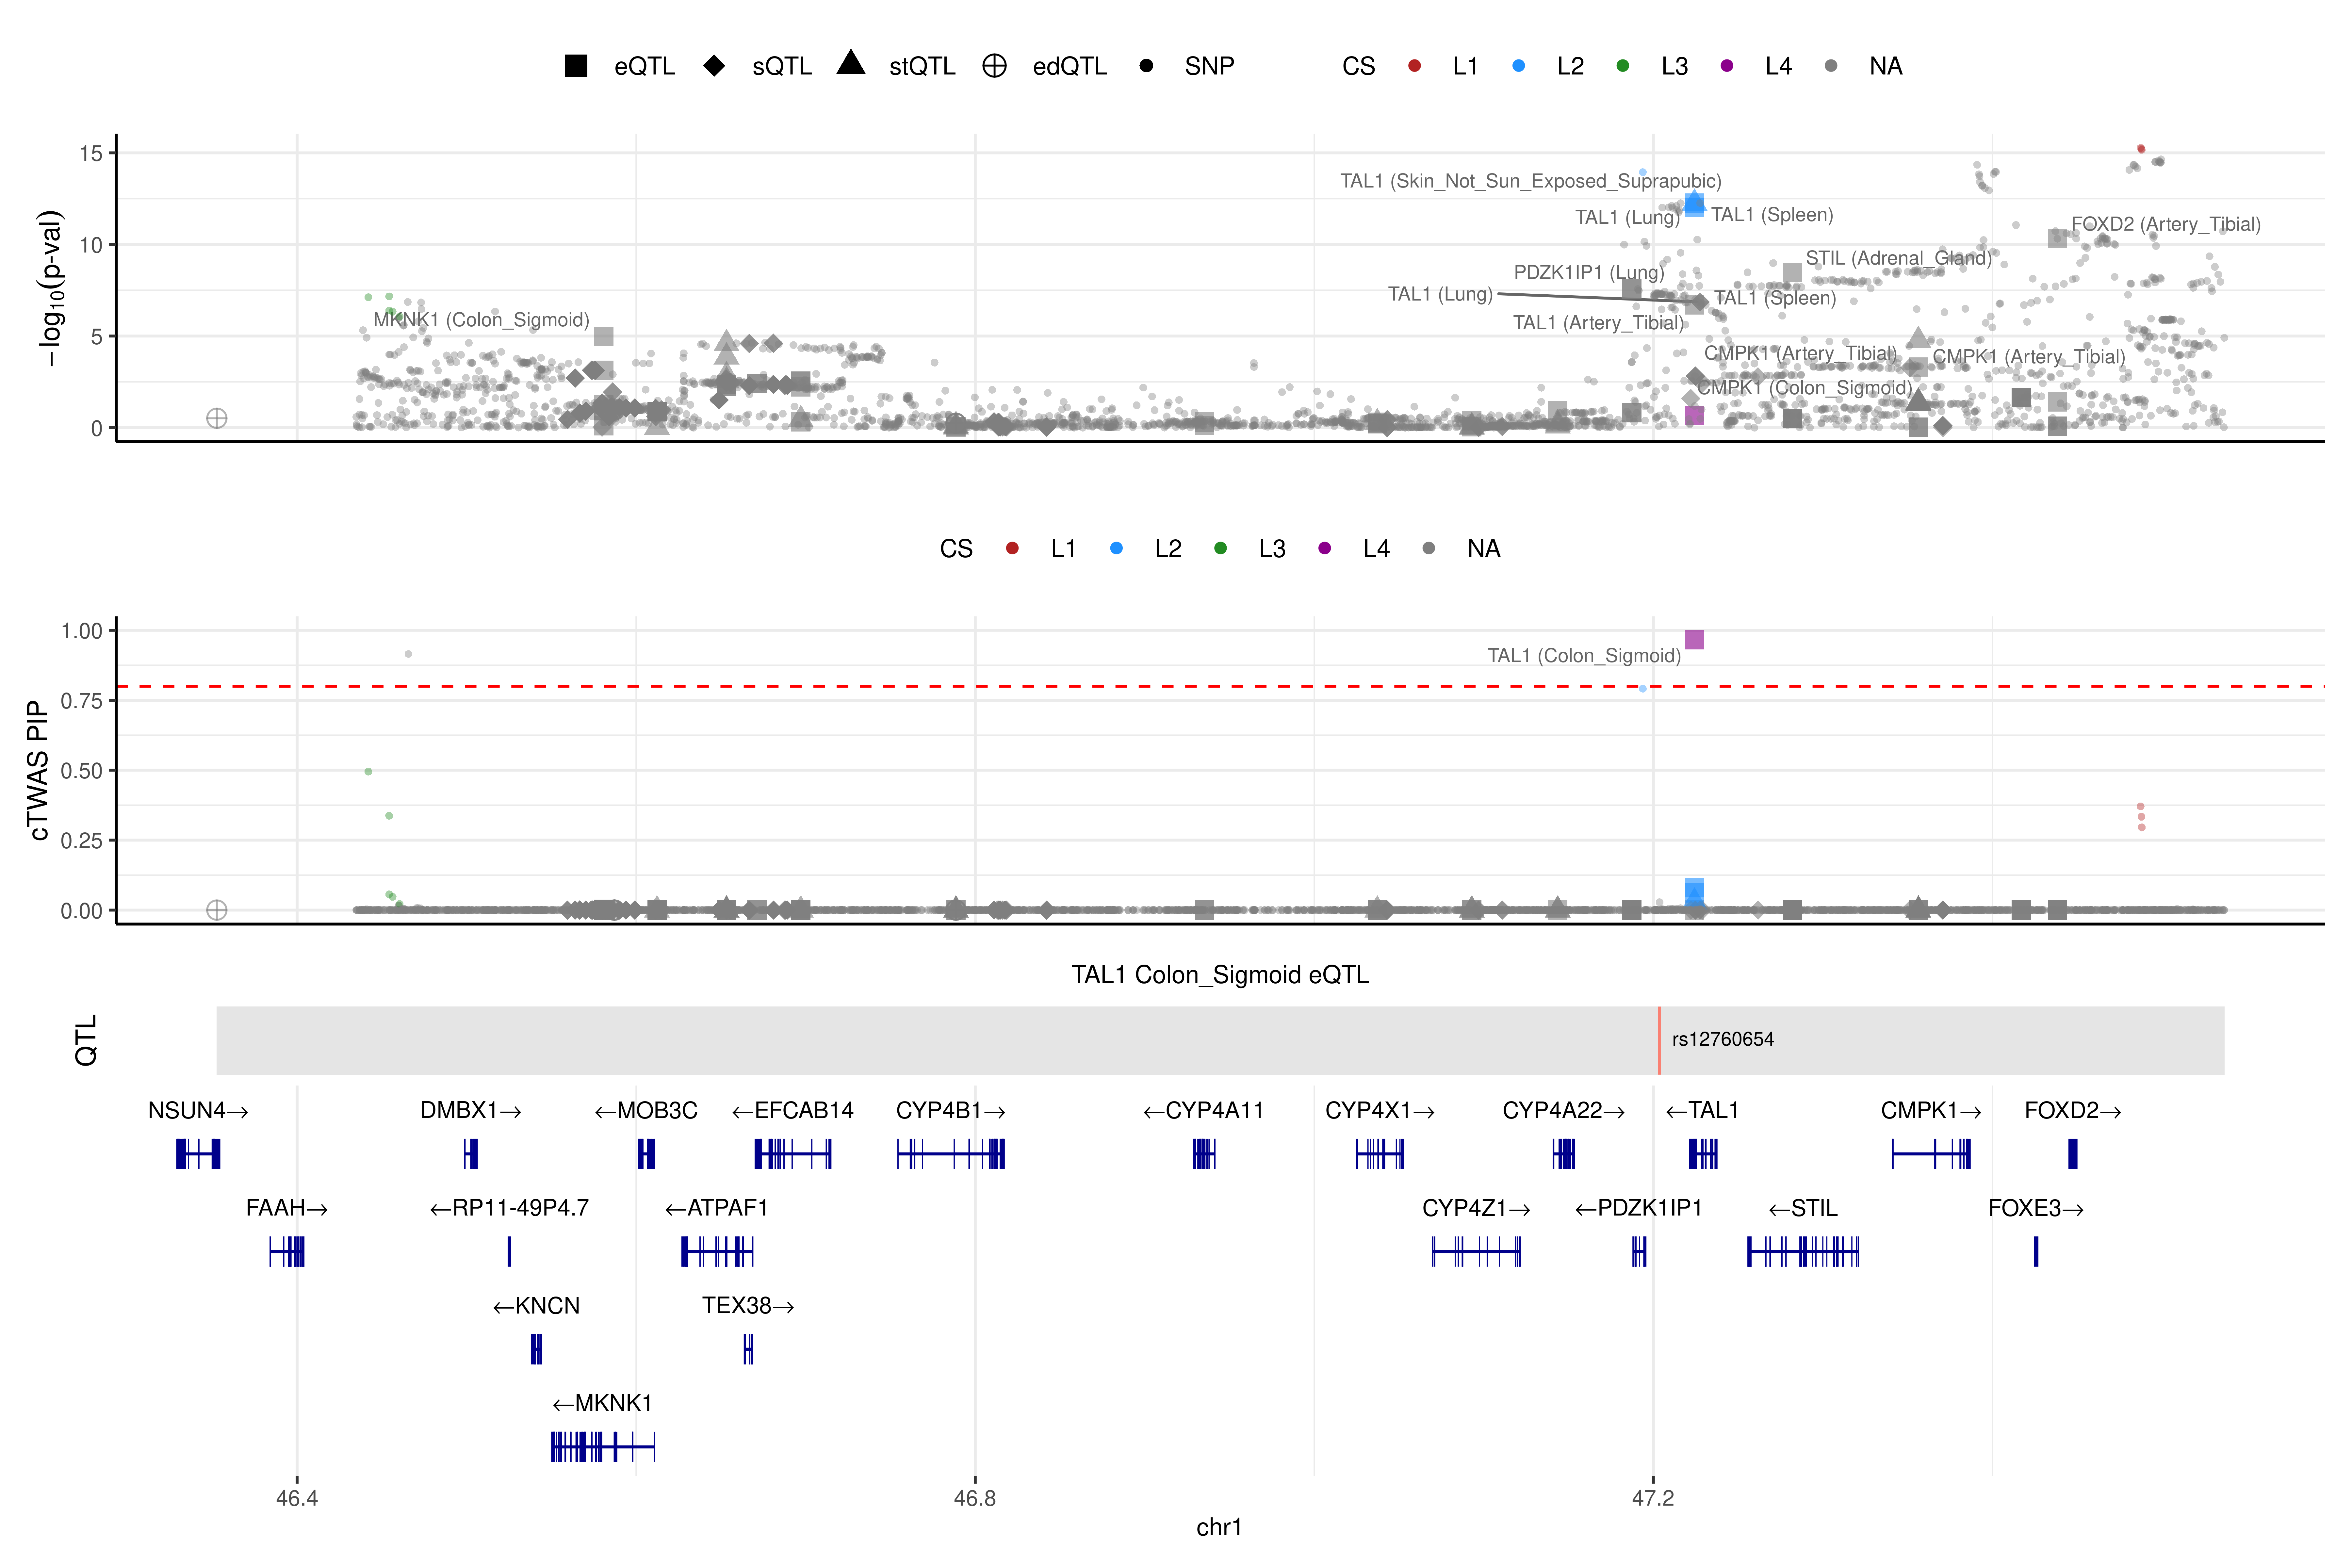 eQTL sQTL stQTL edQTL SNP CS L1 L2 L3 L4 NA
−log10(p-val)
15
10
5
0
TAL1 (Skin_Not_Sun_Exposed_Suprapubic)
TAL1 (Lung)
TAL1 (Spleen)
FOXD2 (Artery_Tibial)
STIL (Adrenal_Gland)
PDZK1IP1 (Lung)
TAL1 (Lung)
TAL1 (Spleen)
MKNK1 (Colon_Sigmoid)
TAL1 (Artery_Tibial)
CMPK1 (Artery_Tibial)
CMPK1 (Artery_Tibial)
CMPK1 (Colon_Sigmoid)
CS L1 L2 L3 L4 NA
cTWAS PIP
1.00
0.75
0.50
0.25
0.00
TAL1 (Colon_Sigmoid)
TAL1 Colon_Sigmoid eQTL
QTL
rs12760654
NSUN4→ DMBX1→ ←MOB3C ←EFCAB14 CYP4B1→ ←CYP4A11 CYP4X1→ CYP4A22→ ←TAL1 CMPK1→ FOXD2→
FAAH→ ←RP11-49P4.7 ←ATPAF1 CYP4Z1→ ←PDZK1IP1 ←STIL FOXE3→
←KNCN TEX38→
←MKNK1
46.4 46.8 47.2
chr1